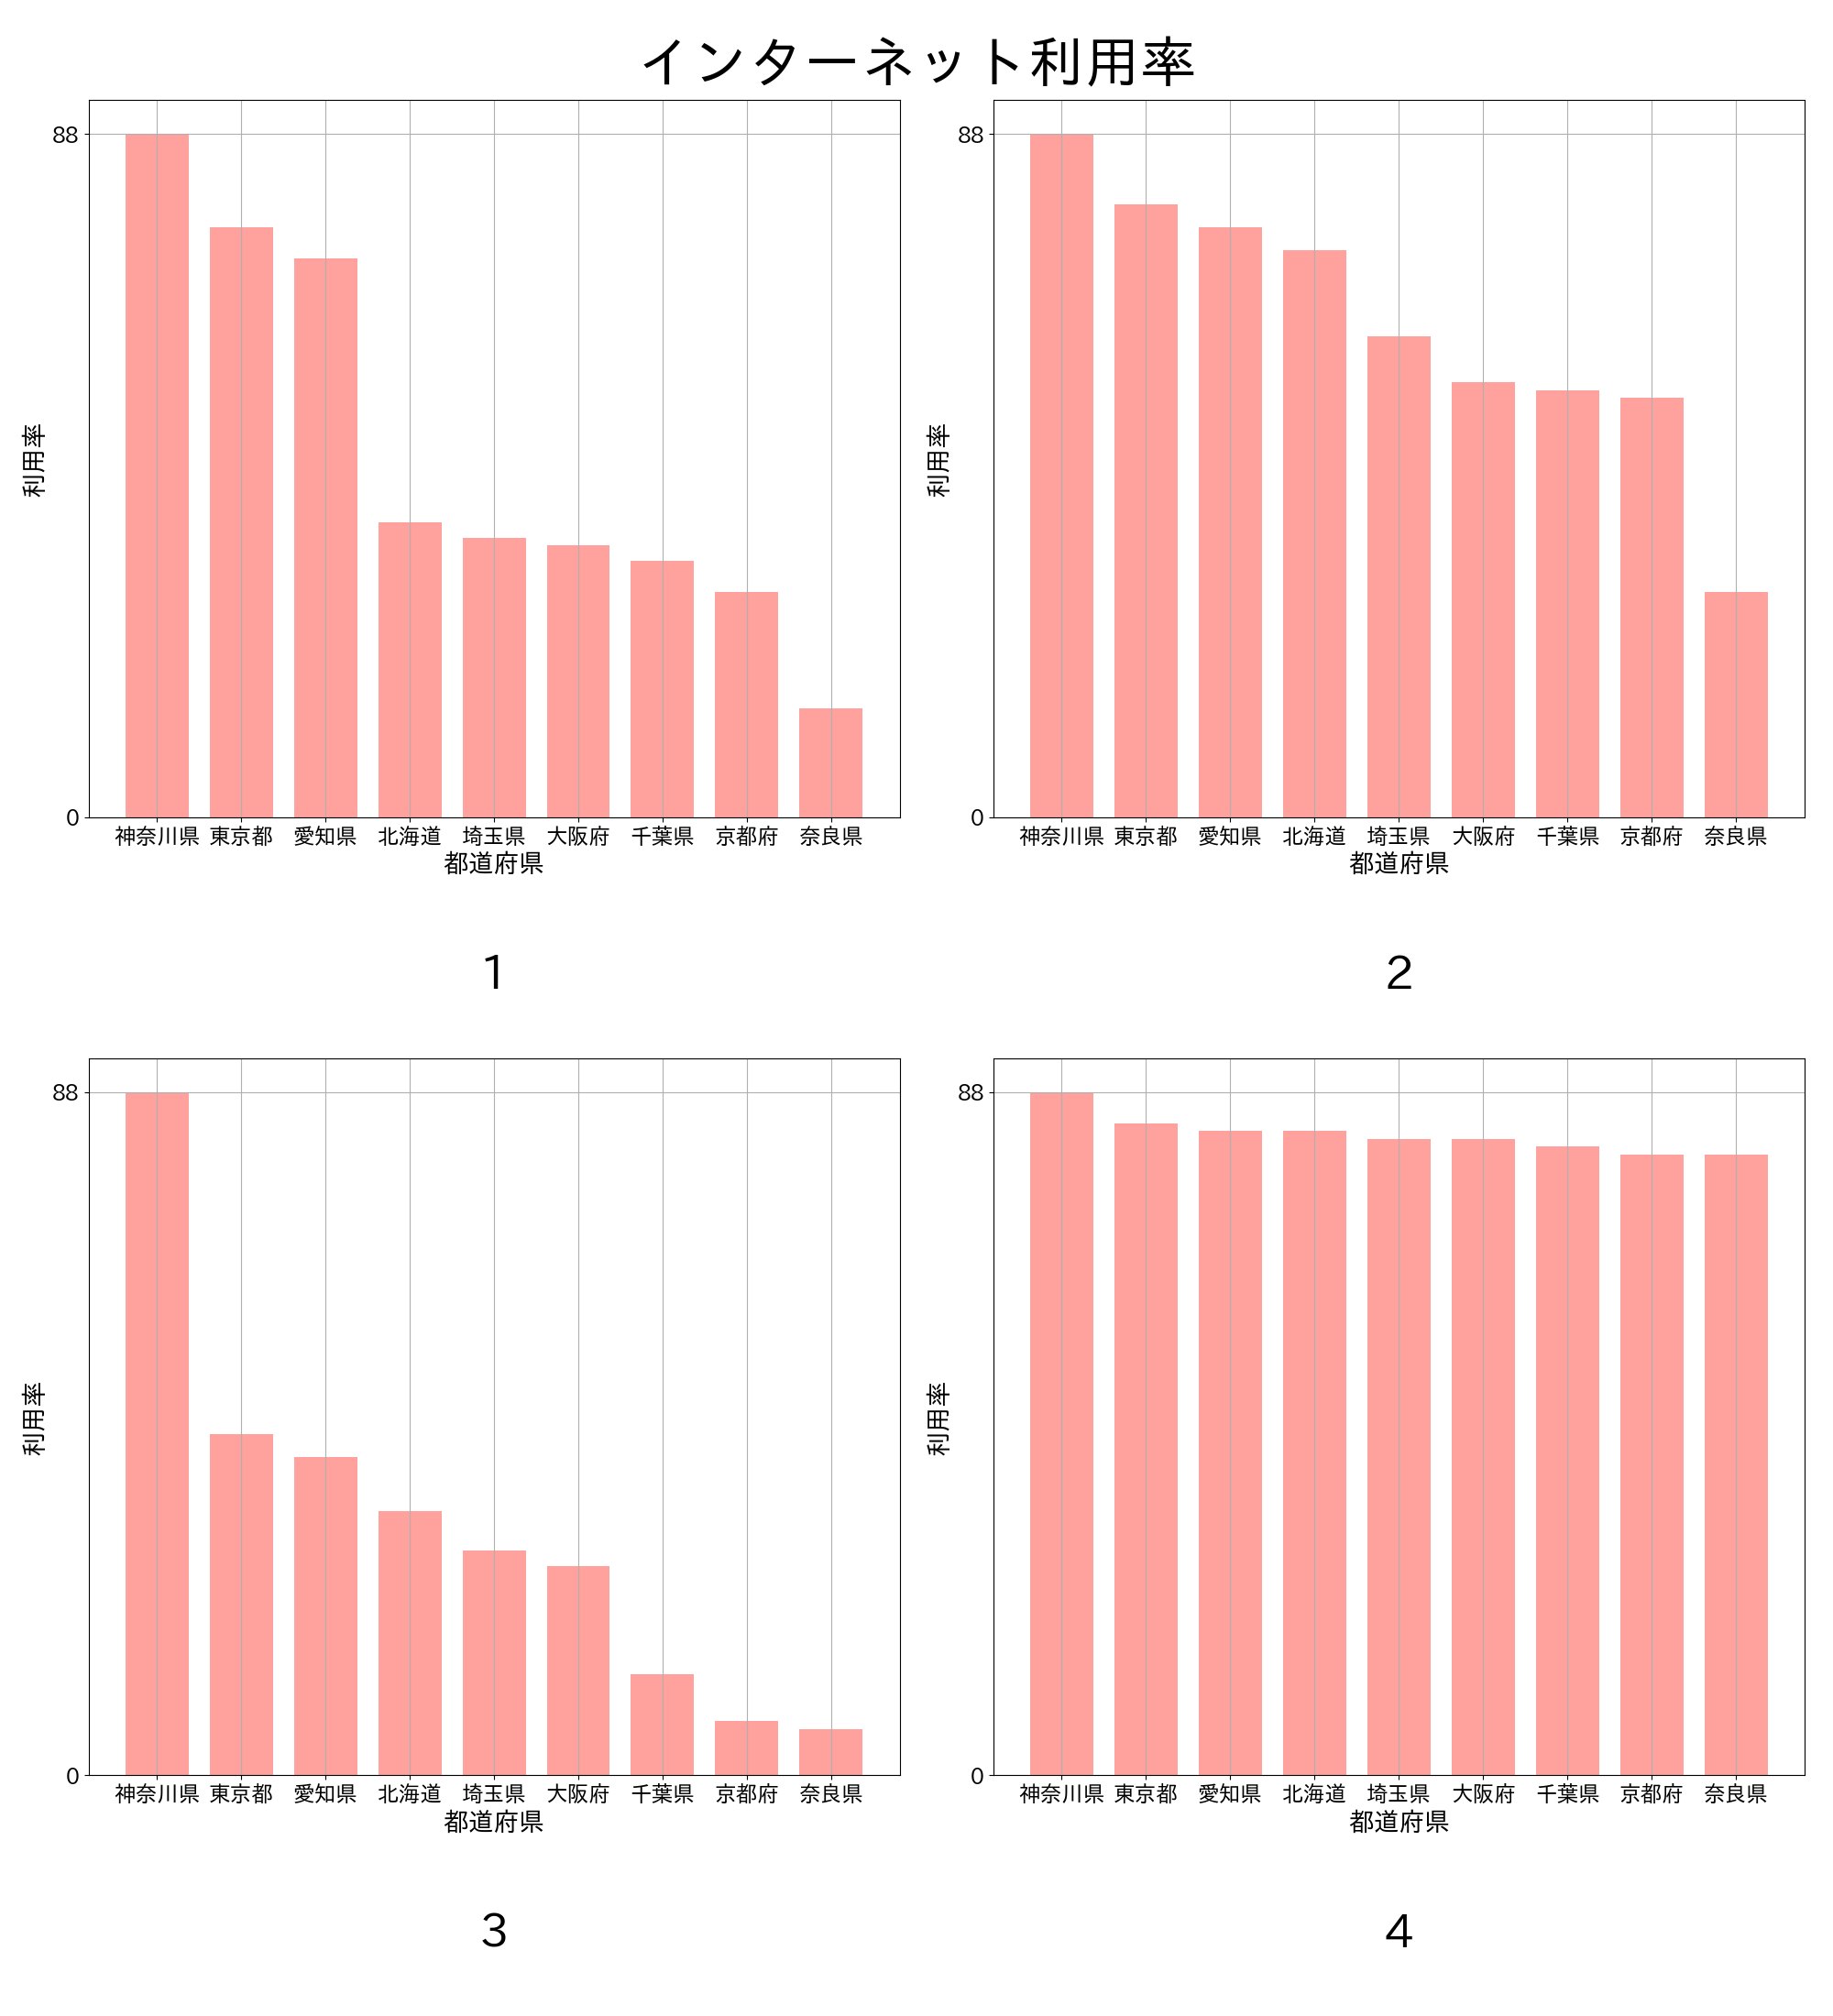 インターネット利用率
88
0
利用率
神奈川県 東京都 愛知県 北海道 埼玉県 大阪府 千葉県 京都府 奈良県
都道府県
1
88
0
利用率
神奈川県 東京都 愛知県 北海道 埼玉県 大阪府 千葉県 京都府 奈良県
都道府県
2
88
0
利用率
神奈川県 東京都 愛知県 北海道 埼玉県 大阪府 千葉県 京都府 奈良県
都道府県
3
88
0
利用率
神奈川県 東京都 愛知県 北海道 埼玉県 大阪府 千葉県 京都府 奈良県
都道府県
4